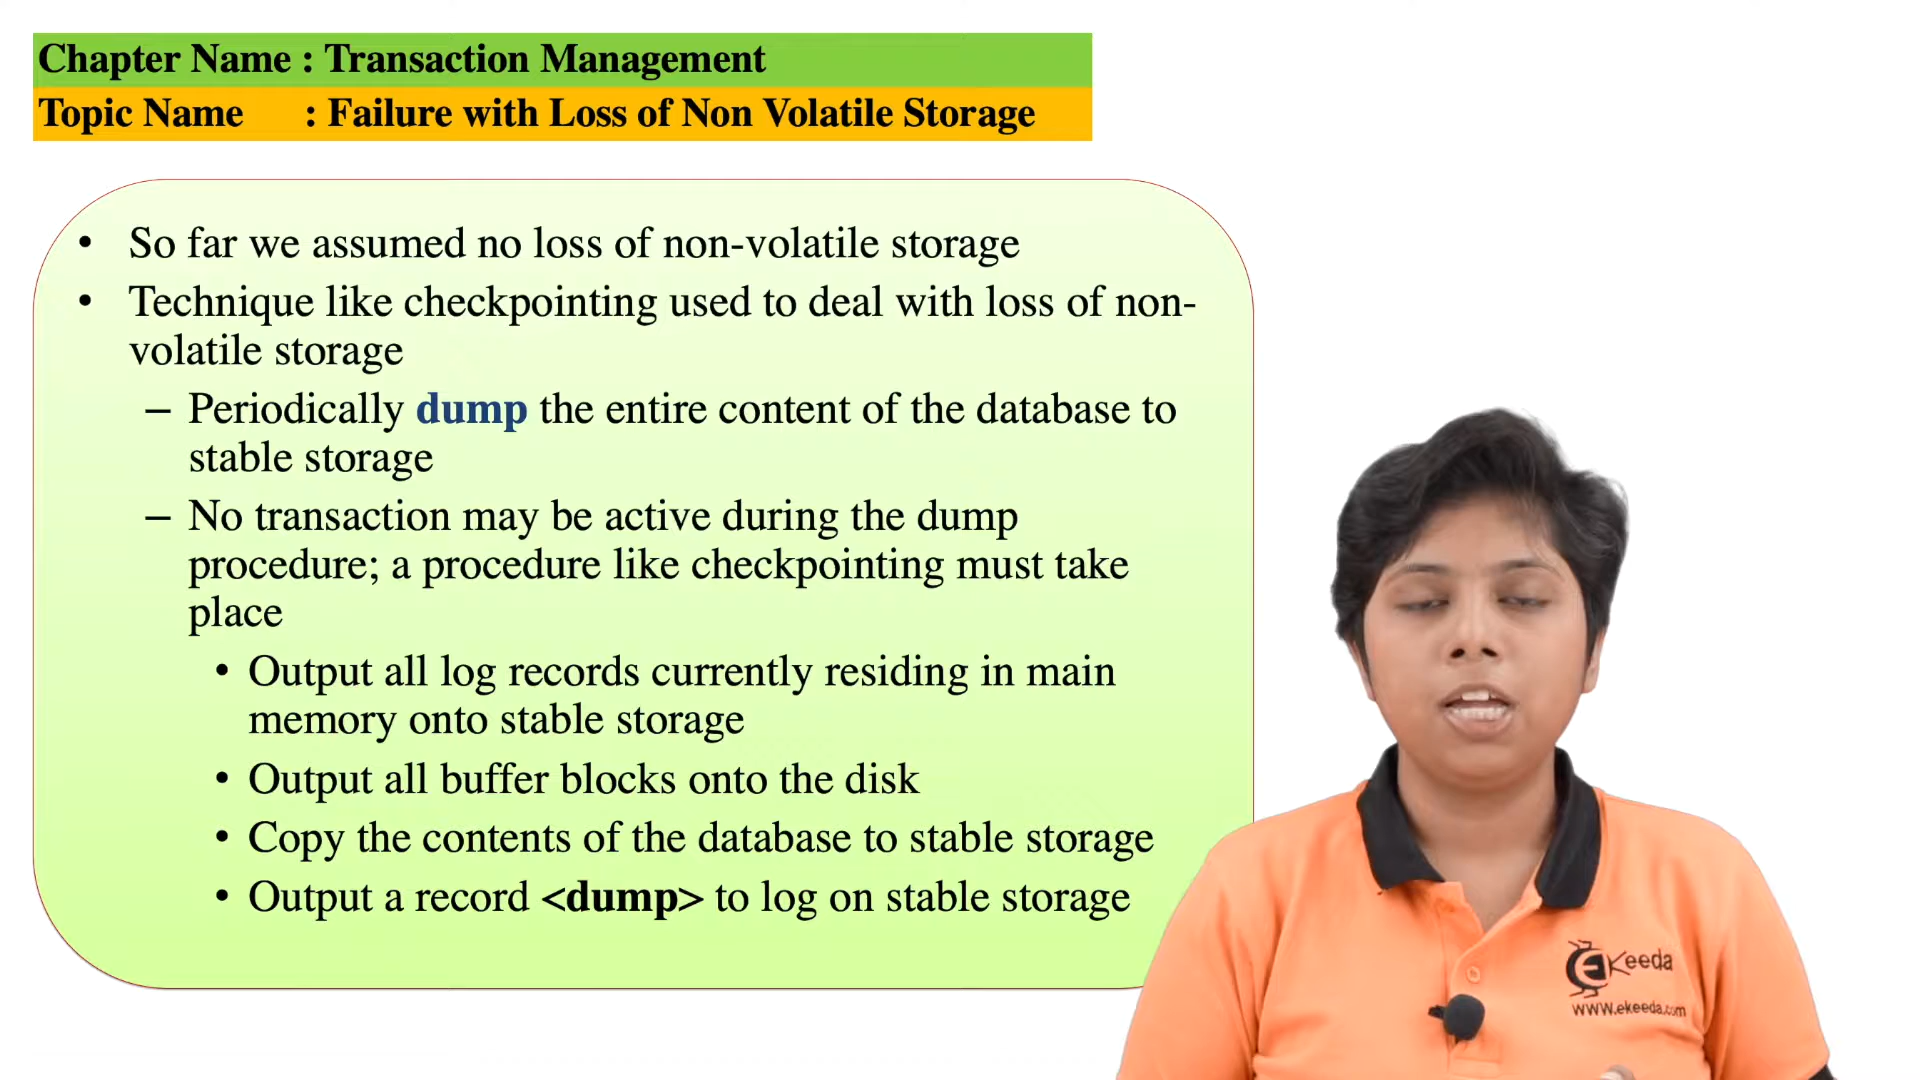 Chapter Name : Transaction Management
Topic Name : Failure with Loss of Non Volatile Storage
• So far we assumed no loss of non-volatile storage
• Technique like checkpointing used to deal with loss of non-
volatile storage
– Periodically dump the entire content of the database to
stable storage
– No transaction may be active during the dump
procedure; a procedure like checkpointing must take
place
• Output all log records currently residing in main
memory onto stable storage
• Output all buffer blocks onto the disk
• Copy the contents of the database to stable storage
• Output a record <dump> to log on stable storage
eKeeda
www.ekeeda.com